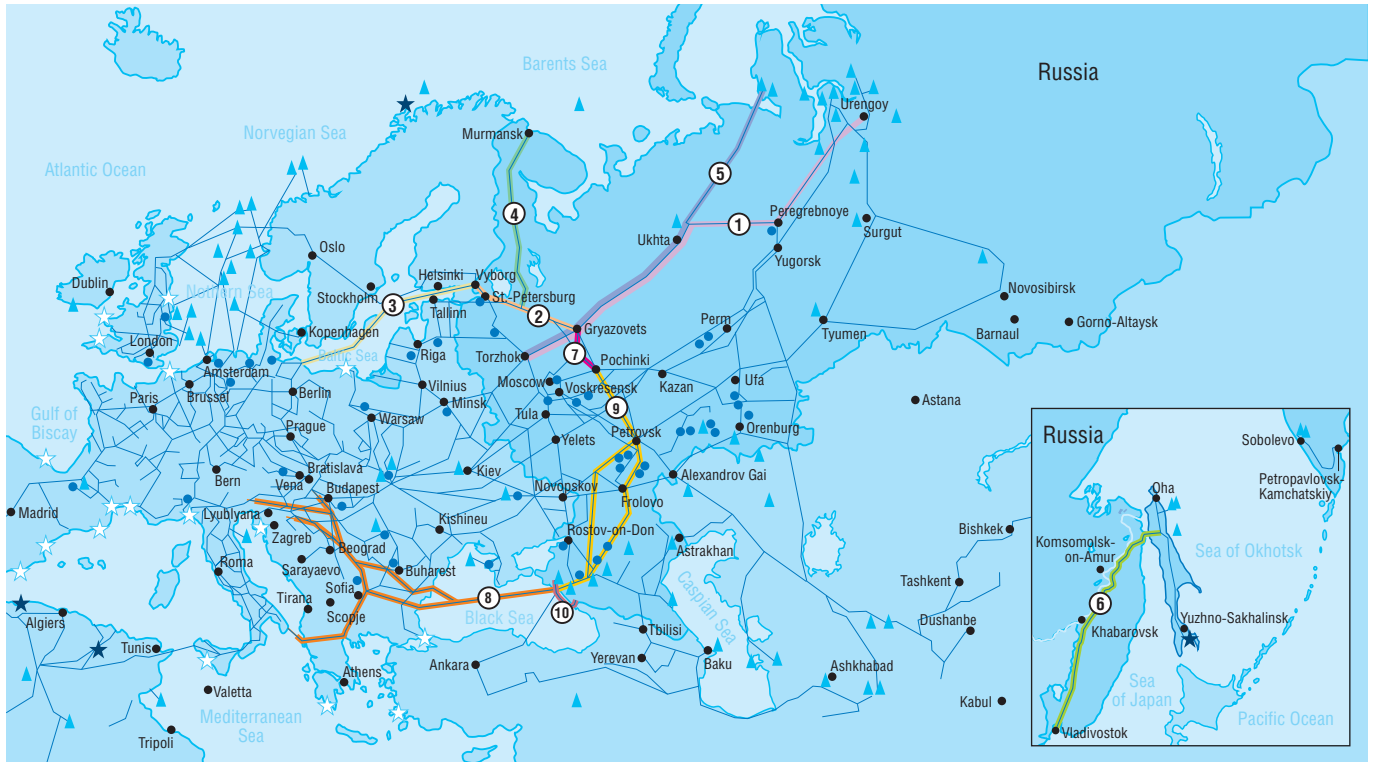 Barents Sea
Russia
Urengoy
Norwegian Sea
Murmansk
Atlantic Ocean
5
4
1
Peregrebnoye
Surgut
Ukhta
Yugorsk
Oslo
Dublin
Helsinki
Vyborg
Nothern Sea
Stockholm
3
St.-Petersburg
Tallinn
2
Novosibirsk
Perm
Tyumen
Barnaul
Gorno-Altaysk
Kopenhagen
Gryazovets
London
Baltic Sea
Riga
Torzhok
7
Pochinki
Amsterdam
Moscow
Voskresensk
Kazan
Ufa
Brussel
Berlin
Vilnius
Paris
Minsk
9
Astana
Gulf of
Biscay
Warsaw
Tula
Orenburg
Prague
Yelets
Petrovsk
Bratislava
Bern
Vena
Kiev
Alexandrov Gai
Budapest
Novopskov
Frolovo
Madrid
Lyublyana
Kishineu
Zagreb
Rostov-on-Don
Bishkek
Beograd
Astrakhan
Roma
Sarayaevo
Buharest
Caspian Sea
Tashkent
Sofia
Tirana
8
10
Algiers
Scopje
Black Sea
Dushanbe
Tbilisi
Tunis
Ankara
Yerevan
Baku
Ashkhabad
Athens
Valetta
Kabul
Mediterranean
Sea
Tripoli
Russia
Sobolevo
Petropavlovsk-
Kamchatskiy
Oha
Komsomolsk-
on-Amur
Sea of Okhotsk
6
Khabarovsk
Yuzhno-Sakhalinsk
Sea
of Japan
Pacific Ocean
Vladivostok